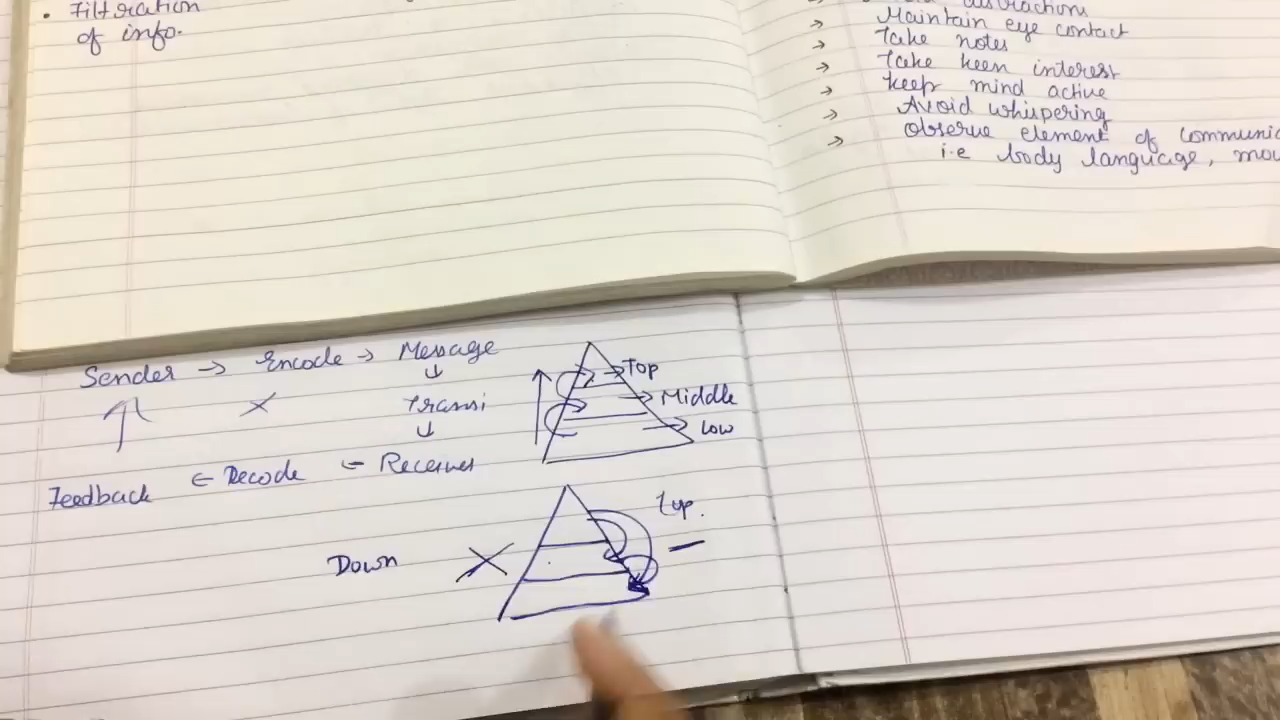 • Filtration
of info.
Maintain eye contact
→ Take notes
→ Take keen interest
→ keep mind active
→ Avoid whispering
→ Observe element of communic
i.e body language, mou
Sender → Encode → Message
↓
↑ × Transi
↓
Feedback ← Decode ← Receiver
→ Top
→ Middle
→ Low
Top.
Down ×